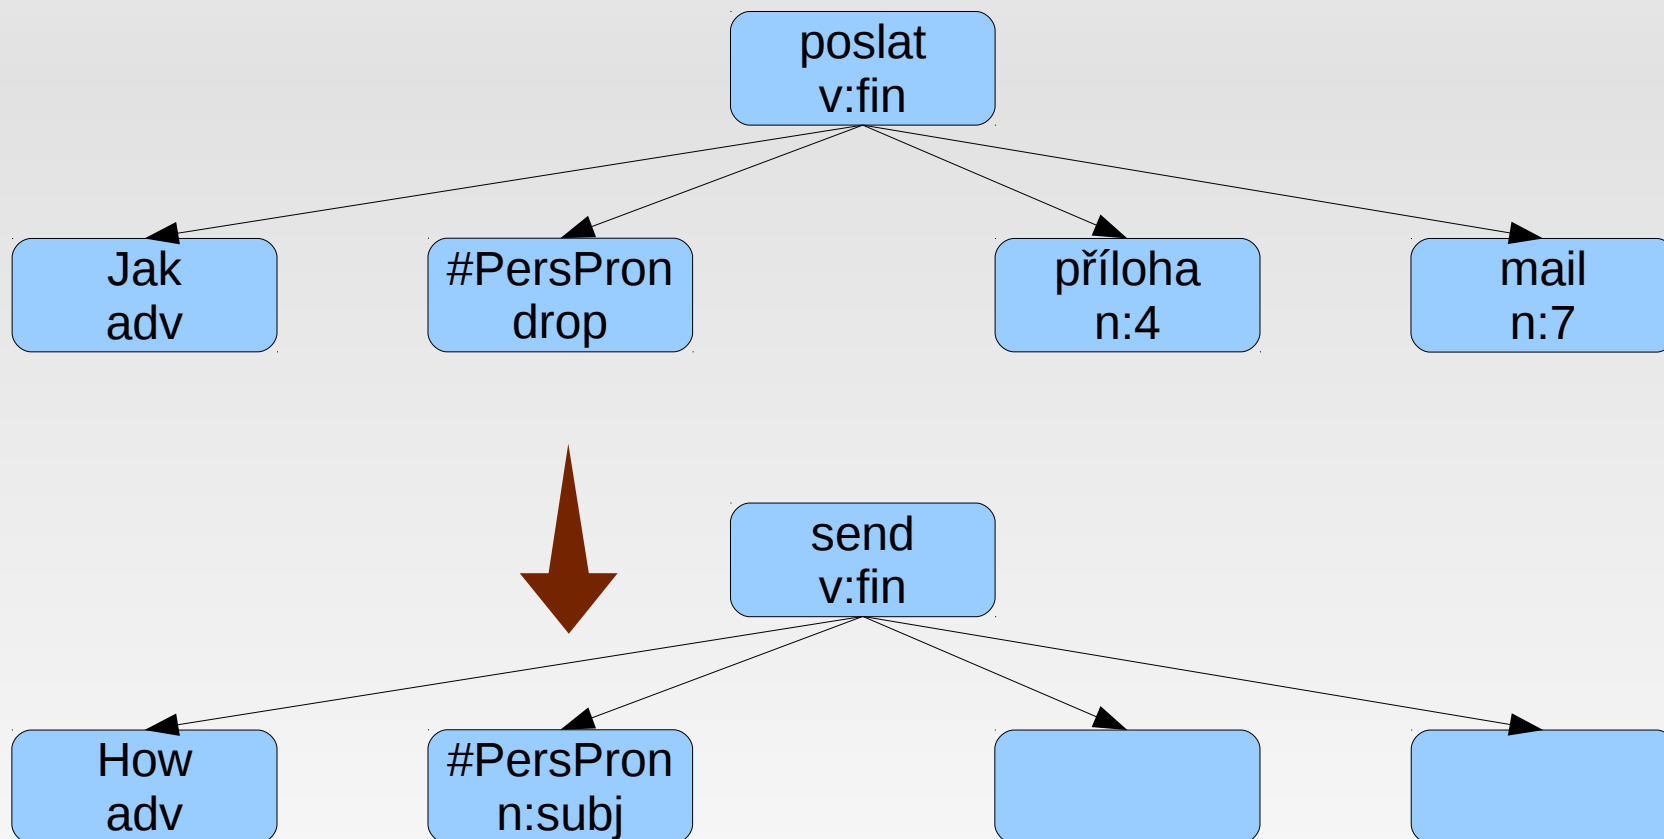 poslat
v:fin
Jak
adv
#PersPron
drop
příloha
n:4
mail
n:7
send
v:fin
How
adv
#PersPron
n:subj